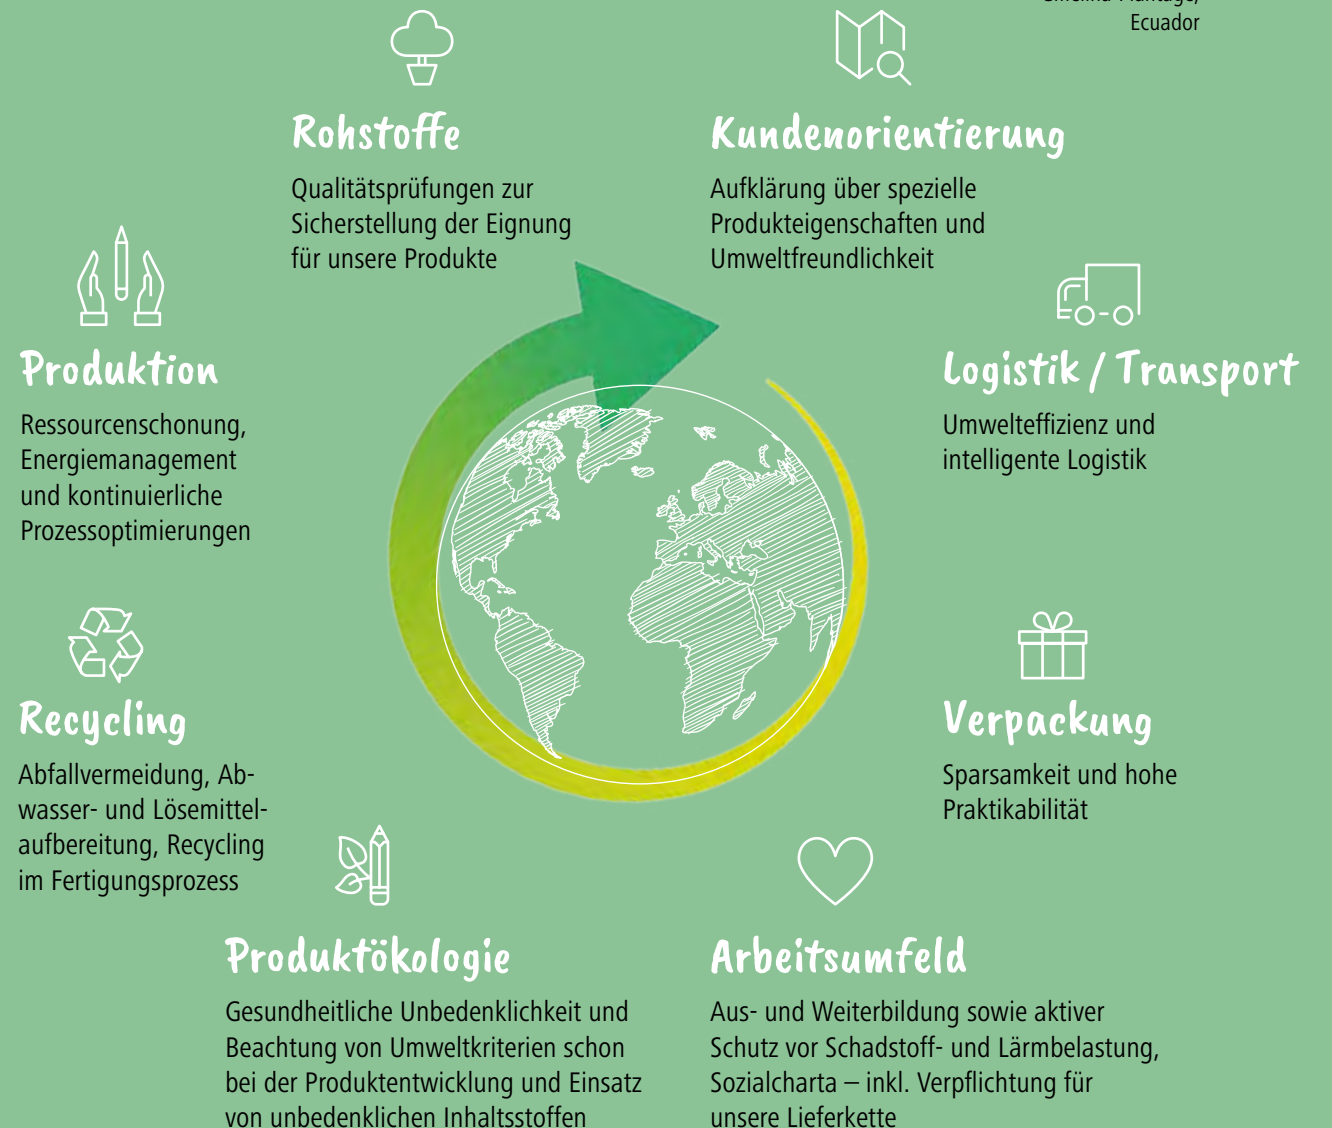 Ecuador
Rohstoffe
Qualitätsprüfungen zur
Sicherstellung der Eignung
für unsere Produkte
Kundenorientierung
Aufklärung über spezielle
Produkteigenschaften und
Umweltfreundlichkeit
Produktion
Ressourcenschonung,
Energiemanagement
und kontinuierliche
Prozessoptimierungen
Logistik / Transport
Umwelteffizienz und
intelligente Logistik
Recycling
Abfallvermeidung, Ab-
wasser- und Lösemittel-
aufbereitung, Recycling
im Fertigungsprozess
Verpackung
Sparsamkeit und hohe
Praktikabilität
Produktökologie
Gesundheitliche Unbedenklichkeit und
Beachtung von Umweltkriterien schon
bei der Produktentwicklung und Einsatz
von unbedenklichen Inhaltsstoffen
Arbeitsumfeld
Aus- und Weiterbildung sowie aktiver
Schutz vor Schadstoff- und Lärmbelastung,
Sozialcharta – inkl. Verpflichtung für
unsere Lieferkette